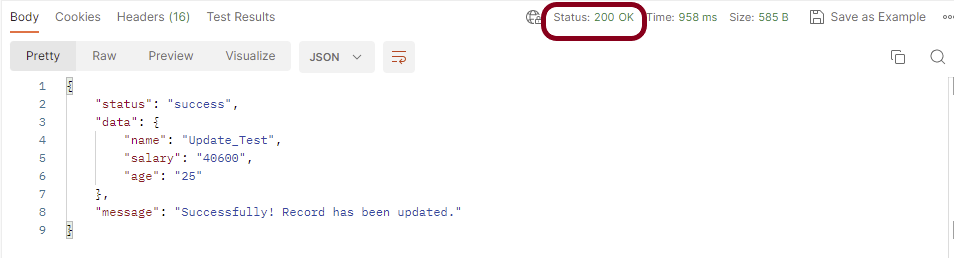 Body Cookies Headers (16) Test Results Status: 200 OK Time: 958 ms Size: 585 B Save as Example
Pretty Raw Preview Visualize JSON
1 {
2 "status": "success",
3 "data": {
4 "name": "Update_Test",
5 "salary": "40600",
6 "age": "25"
7 },
8 "message": "Successfully! Record has been updated."
9 }